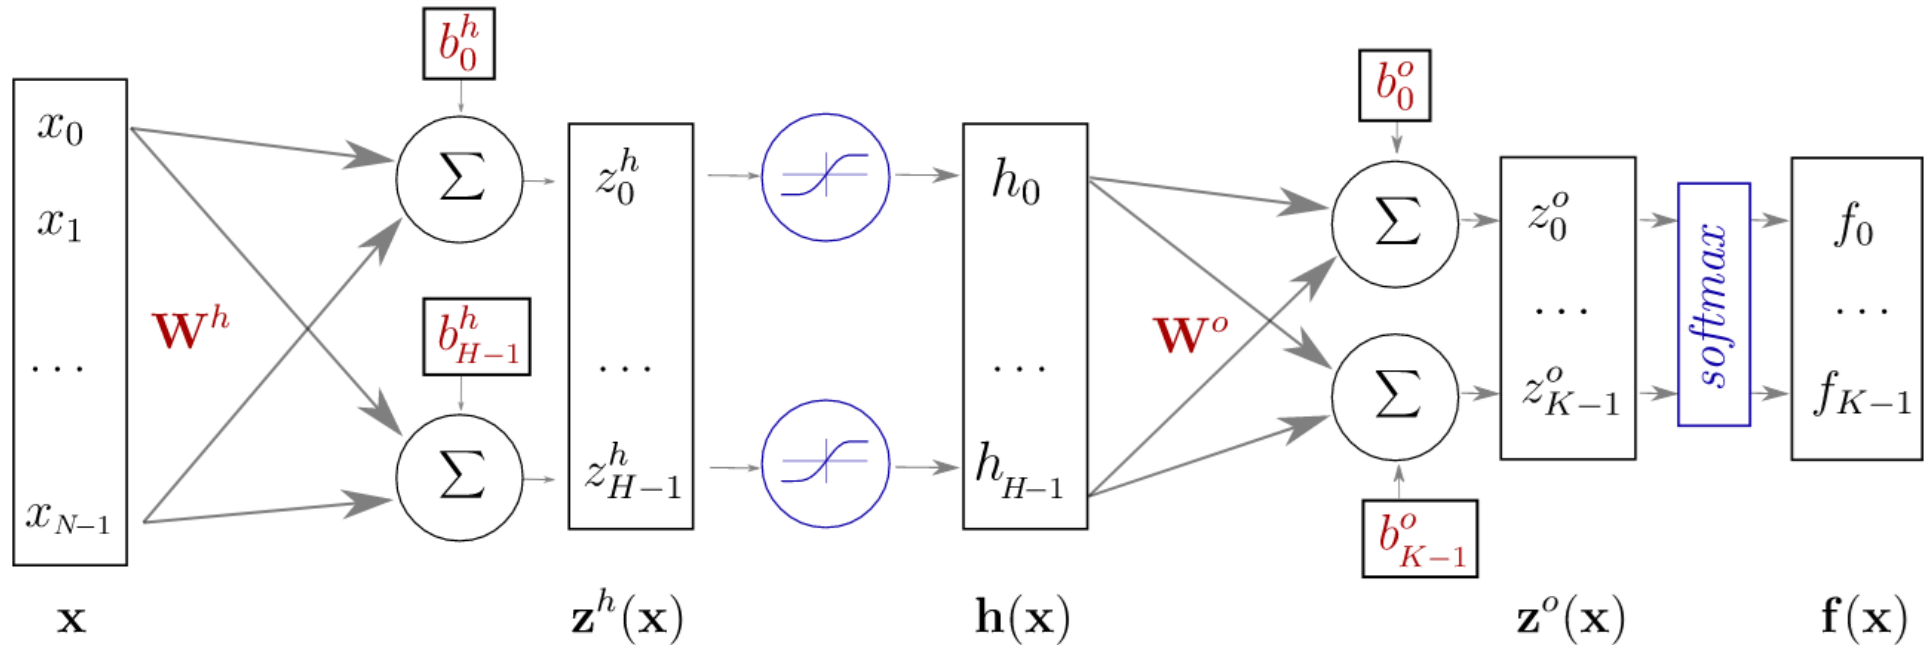 x_0
x_1
...
x_{N-1}
x
W^h
b_0^h
Σ
b_{H-1}^h
Σ
z_0^h
...
z_{H-1}^h
z^h(x)
h_0
...
h_{H-1}
h(x)
W^o
b_0^o
Σ
Σ
b_{K-1}^o
z_0^o
...
z_{K-1}^o
z^o(x)
softmax
f_0
...
f_{K-1}
f(x)